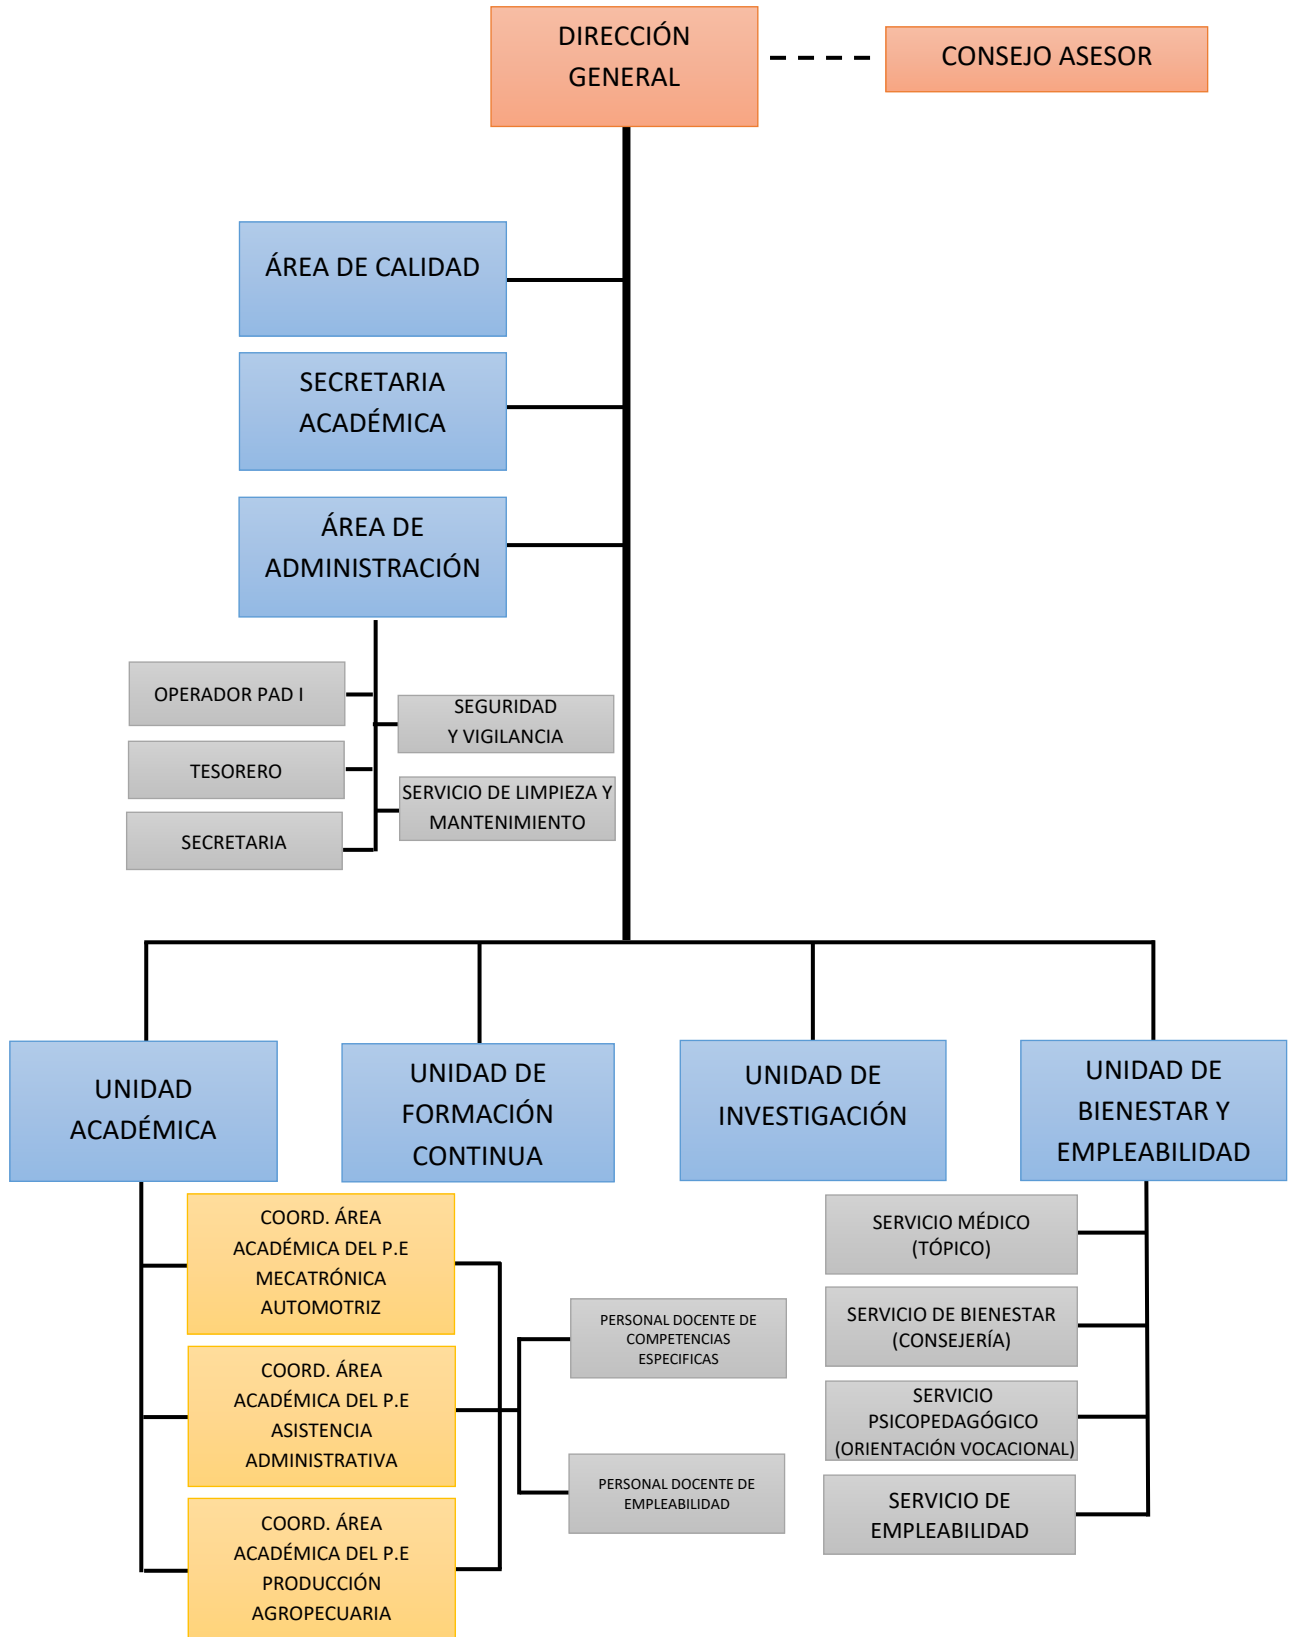 DIRECCIÓN
GENERAL
CONSEJO ASESOR
ÁREA DE CALIDAD
SECRETARIA
ACADÉMICA
ÁREA DE
ADMINISTRACIÓN
OPERADOR PAD I
TESORERO
SECRETARIA
SEGURIDAD
Y VIGILANCIA
SERVICIO DE LIMPIEZA Y
MANTENIMIENTO
UNIDAD
ACADÉMICA
UNIDAD DE
FORMACIÓN
CONTINUA
UNIDAD DE
INVESTIGACIÓN
UNIDAD DE
BIENESTAR Y
EMPLEABILIDAD
COORD. ÁREA
ACADÉMICA DEL P.E
MECATRÓNICA
AUTOMOTRIZ
COORD. ÁREA
ACADÉMICA DEL P.E
ASISTENCIA
ADMINISTRATIVA
COORD. ÁREA
ACADÉMICA DEL P.E
PRODUCCIÓN
AGROPECUARIA
PERSONAL DOCENTE DE
COMPETENCIAS
ESPECIFICAS
PERSONAL DOCENTE DE
EMPLEABILIDAD
SERVICIO MÉDICO
(TÓPICO)
SERVICIO DE BIENESTAR
(CONSEJERÍA)
SERVICIO
PSICOPEDAGÓGICO
(ORIENTACIÓN VOCACIONAL)
SERVICIO DE
EMPLEABILIDAD